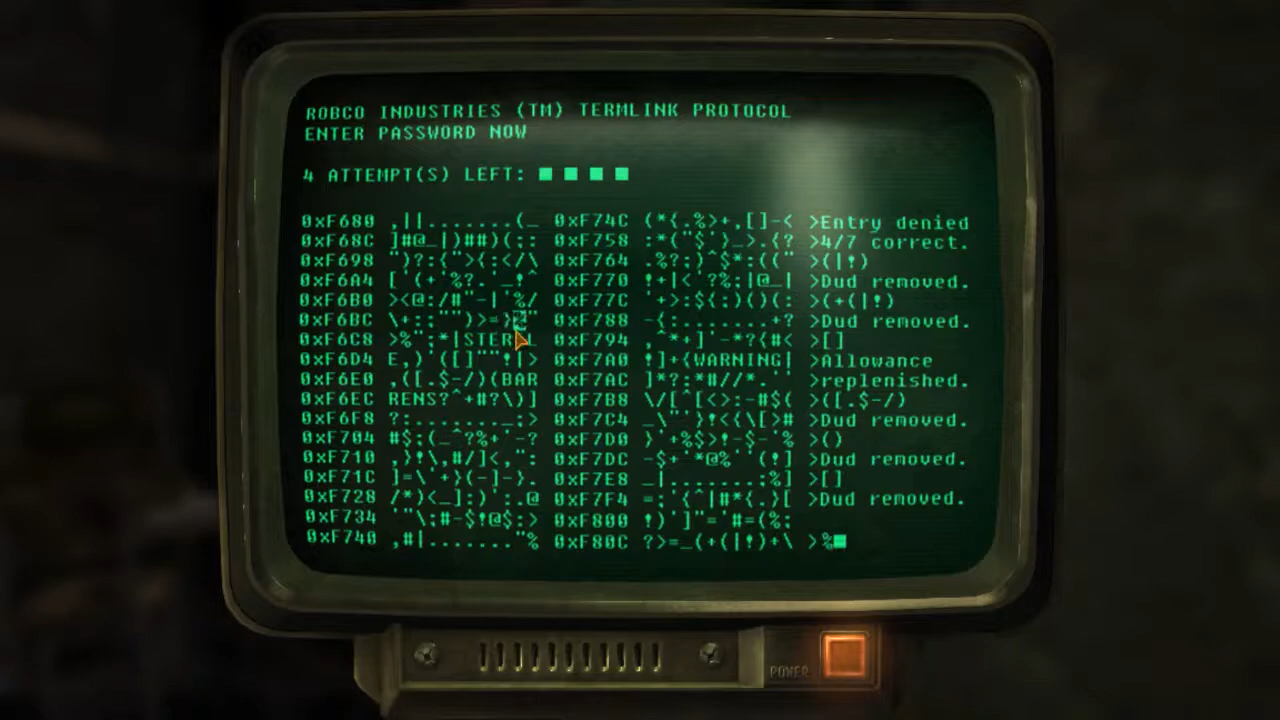 ROBCO INDUSTRIES (TM) TERMLINK PROTOCOL
ENTER PASSWORD NOW
4 ATTEMPT(S) LEFT: ■ ■ ■ ■
0xF680 ,||.......(_ 0xF74C (*{.%>+,[]-< >Entry denied
0xF68C ]#@_|)##)(;: 0xF758 :*("$'}_>.{? >4/7 correct.
0xF698 ")?:{">{:</\ 0xF764 .%?;)^$*:((" >(|!)
0xF6A4 ['(+'%?.'_!^ 0xF770 !+|<'?%;|@_| >Dud removed.
0xF6B0 ><@:/#"-|'%/ 0xF77C '+>:${:)()(: >(+(|!)
0xF6BC 0xF788 -{:.......+? >Dud removed.
0xF6C8 0xF794 ,^*+]'-*?{#< >[]
0xF6D4 E,)'([]""!|> 0xF7A0 !]+{WARNING| >Allowance
0xF6E0 ,([.$-/)(BAR 0xF7AC ]*?:*#//*.'' >replenished.
0xF6EC RENS?^+#?\)] 0xF7B8 \/[^[<>:-#$( >([.$-/)
0xF6F8 ?:......._:> 0xF7C4 _\"'}!<{\[># >Dud removed.
0xF704 #$;(_^?%+'-? 0xF7D0 }'+%$>!-$-'% >()
0xF710 ,}!\,#/]<,": 0xF7DC -$+'*@%''(!] >Dud removed.
0xF71C ]=\'+}(-]-}. 0xF7E8 _|.......;%] >[]
0xF728 /*)<_]:)':.@ 0xF7F4 =;'{^|#*{.}[ >Dud removed.
0xF734 '"\;#-$!@$;> 0xF800 !)']"='#=(%;
0xF740 ,#|......."% 0xF80C ?>=_(+(|!)+\ >%■
POWER